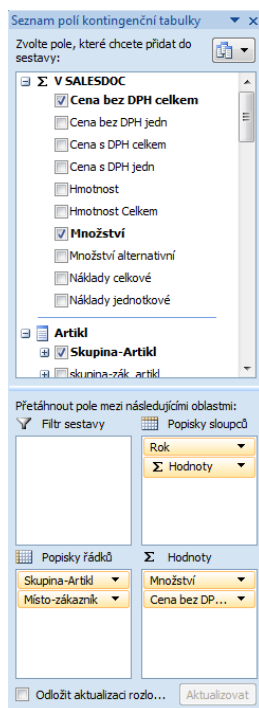 Seznam polí kontingenční tabulky
Zvolte pole, které chcete přidat do
sestavy:
Σ V SALESDOC
Cena bez DPH celkem
Cena bez DPH jedn
Cena s DPH celkem
Cena s DPH jedn
Hmotnost
Hmotnost Celkem
Množství
Množství alternativní
Náklady celkové
Náklady jednotkové
Artikl
Skupina-Artikl
skupina-zák_artikl
Přetáhnout pole mezi následujícími oblastmi:
Filtr sestavy
Popisky sloupců
Rok
Σ Hodnoty
Popisky řádků
Σ Hodnoty
Skupina-Artikl
Místo-zákazník
Množství
Cena bez DP...
Odložit aktualizaci rozlo...
Aktualizovat